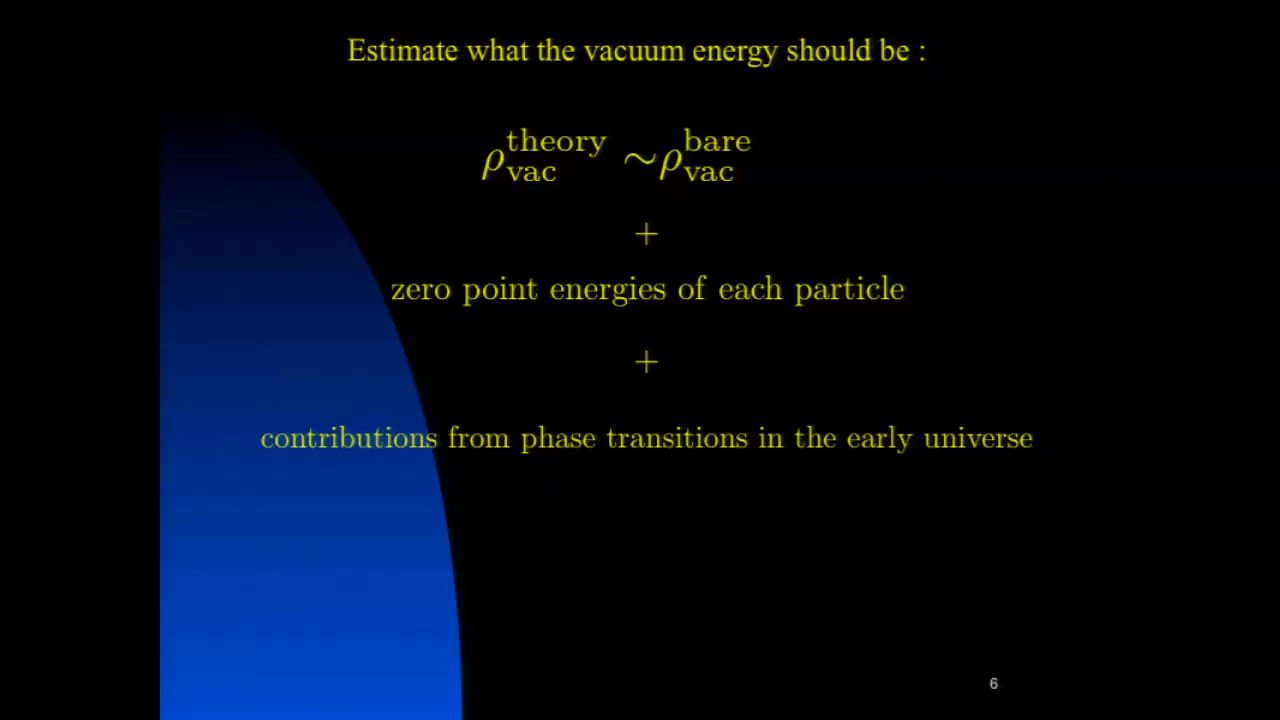 Estimate what the vacuum energy should be :
ρ_vac^theory ~ ρ_vac^bare
+
zero point energies of each particle
+
contributions from phase transitions in the early universe
6